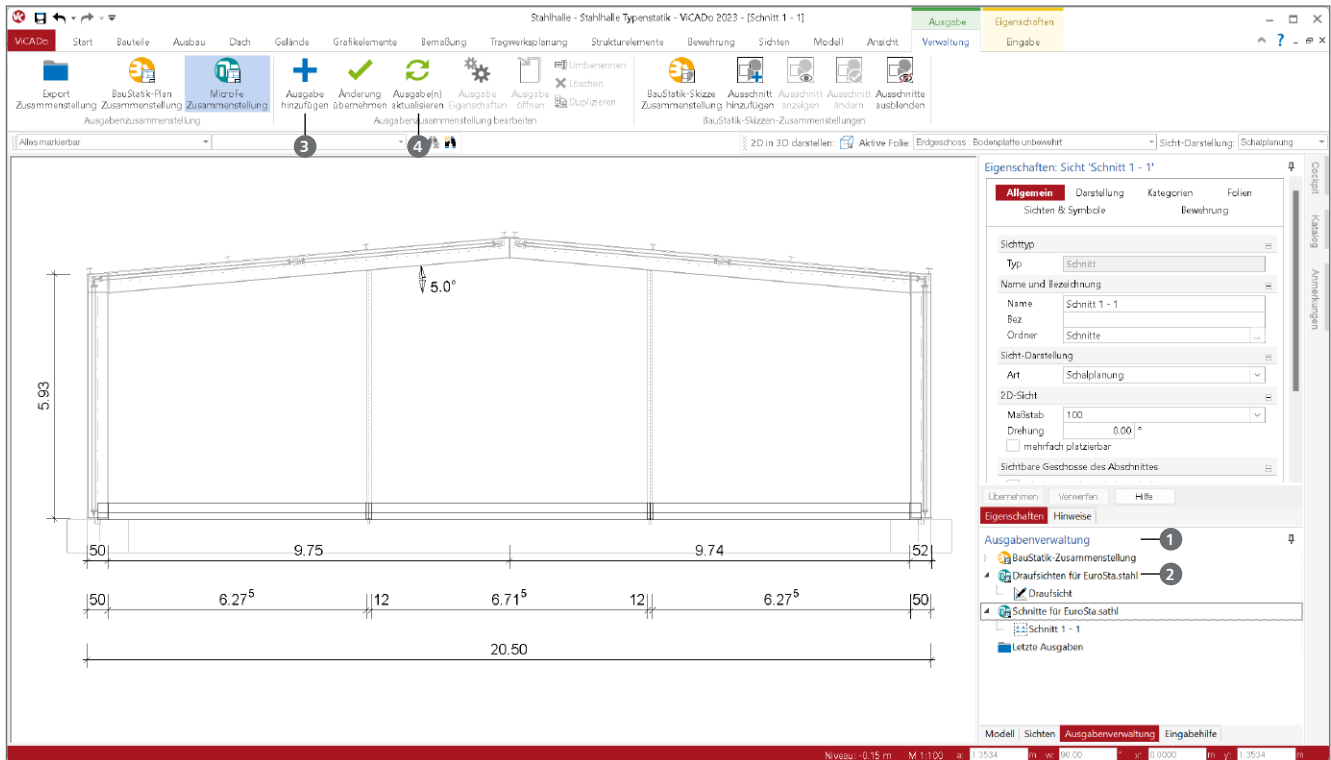 Stahlhalle - Stahlhalle Typenstatik - ViCADo 2023 - [Schnitt 1 - 1]
Ausgabe
Eigenschaften
ViCADo
Start
Bauteile
Ausbau
Dach
Gelände
Grafikelemente
Bemaßung
Tragwerksplanung
Strukturelemente
Bewehrung
Sichten
Modell
Ansicht
Verwaltung
Eingabe
Export Zusammenstellung
BauStatik-Plan Zusammenstellung
MicroFe Zusammenstellung
Ausgabe hinzufügen
Änderung übernehmen
Ausgabe(n) aktualisieren
Ausgabe Eigenschaften
Ausgabe öffnen
Umbenennen
Löschen
Duplizieren
BauStatik-Skizze Zusammenstellung
Ausschnitt hinzufügen
Ausschnitt anzeigen
Ausschnitt ändern
Ausschnitte ausblenden
Ausgabenzusammenstellung
Ausgabenzusammenstellung bearbeiten
BauStatik-Skizzen-Zusammenstellungen
3
4
Alles markierbar
2D in 3D darstellen:
Aktive Folie:
Erdgeschoss : Bodenplatte unbewehrt
Sicht-Darstellung:
Schalplanung
5.0°
5.93
50
9.75
9.74
52
50
6.27⁵
12
6.71⁵
12
6.27⁵
50
20.50
Eigenschaften: Sicht 'Schnitt 1 - 1'
Allgemein
Darstellung
Kategorien
Folien
Sichten & Symbole
Bewehrung
Sichttyp
Typ
Schnitt
Name und Bezeichnung
Name
Schnitt 1 - 1
Bez
Ordner
Schnitte
...
Sicht-Darstellung
Art
Schalplanung
2D-Sicht
Maßstab
100
Drehung
0.00 °
mehrfach platzierbar
Sichtbare Geschosse des Abschnittes
Übernehmen
Verwerfen
Hilfe
Eigenschaften
Hinweise
Ausgabenverwaltung
1
BauStatik-Zusammenstellung
Draufsichten für EuroSta.stahl
2
Draufsicht
Schnitte für EuroSta.sathl
Schnitt 1 - 1
Letzte Ausgaben
Modell
Sichten
Ausgabenverwaltung
Eingabehilfe
Cockpit
Katalog
Anmerkungen
Niveau: -0.15 m
M 1:100
a:
1.3534
m
w:
90.00
°
x:
0.0000
m
y:
1.3534
m